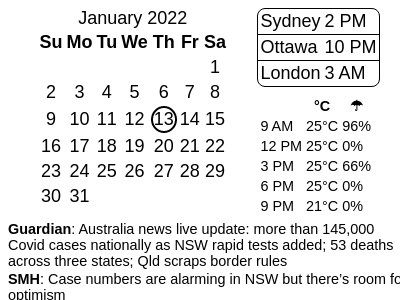 January 2022
Su Mo Tu We Th Fr Sa
1
2 3 4 5 6 7 8
9 10 11 12 13 14 15
16 17 18 19 20 21 22
23 24 25 26 27 28 29
30 31
Sydney 2 PM
Ottawa 10 PM
London 3 AM
°C ☂
9 AM 25°C 96%
12 PM 25°C 0%
3 PM 25°C 66%
6 PM 25°C 0%
9 PM 21°C 0%
Guardian: Australia news live update: more than 145,000
Covid cases nationally as NSW rapid tests added; 53 deaths
across three states; Qld scraps border rules
SMH: Case numbers are alarming in NSW but there's room fo
optimism